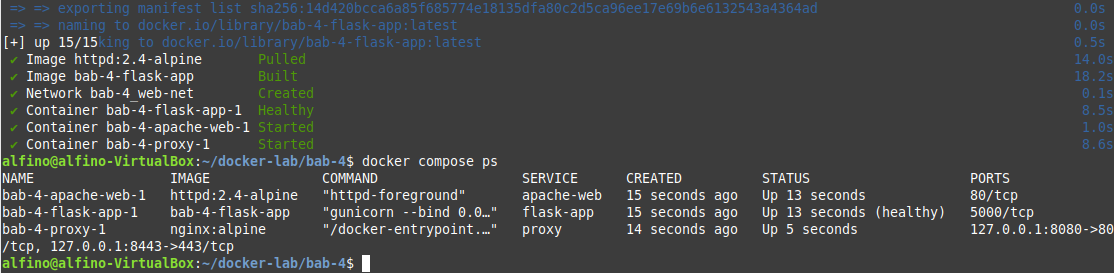 => => exporting manifest list sha256:14d420bcca6a85f685774e18135dfa80c2d5ca96ee17e69b6e6132543a4364ad 0.0s
=> => naming to docker.io/library/bab-4-flask-app:latest 0.0s
[+] up 15/15king to docker.io/library/bab-4-flask-app:latest 0.5s
✔ Image httpd:2.4-alpine Pulled 14.0s
✔ Image bab-4-flask-app Built 18.2s
✔ Network bab-4_web-net Created 0.1s
✔ Container bab-4-flask-app-1 Healthy 8.5s
✔ Container bab-4-apache-web-1 Started 1.0s
✔ Container bab-4-proxy-1 Started 8.6s
alfino@alfino-VirtualBox:~/docker-lab/bab-4$ docker compose ps
NAME IMAGE COMMAND SERVICE CREATED STATUS PORTS
bab-4-apache-web-1 httpd:2.4-alpine "httpd-foreground" apache-web 15 seconds ago Up 13 seconds 80/tcp
bab-4-flask-app-1 bab-4-flask-app "gunicorn --bind 0.0…" flask-app 15 seconds ago Up 13 seconds (healthy) 5000/tcp
bab-4-proxy-1 nginx:alpine "/docker-entrypoint.…" proxy 14 seconds ago Up 5 seconds 127.0.0.1:8080->80
/tcp, 127.0.0.1:8443->443/tcp
alfino@alfino-VirtualBox:~/docker-lab/bab-4$